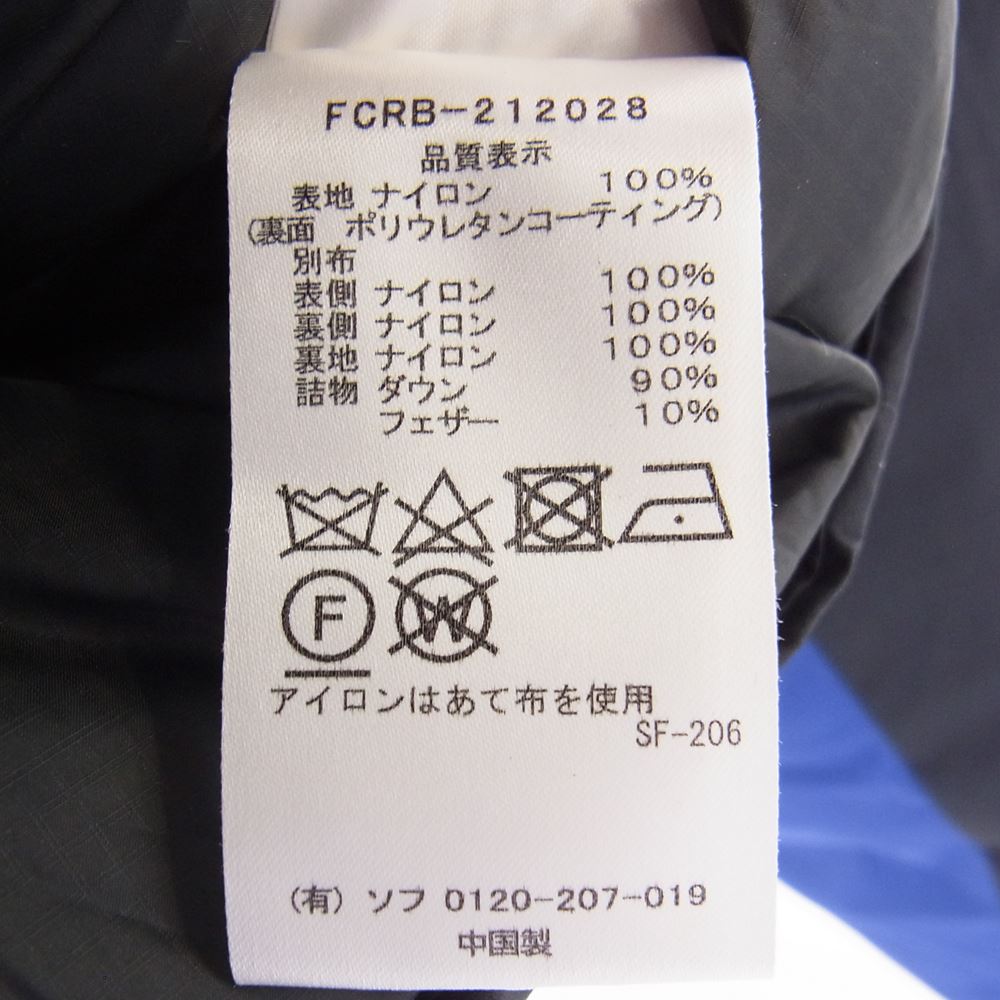 FCRB-212028
品質表示
表地 ナイロン 100%
(裏面 ポリウレタンコーティング)
別布
表側 ナイロン 100%
裏側 ナイロン 100%
裏地 ナイロン 100%
詰物 ダウン 90%
フェザー 10%
F W
アイロンはあて布を使用
SF-206
(有) ソフ 0120-207-019
中国製